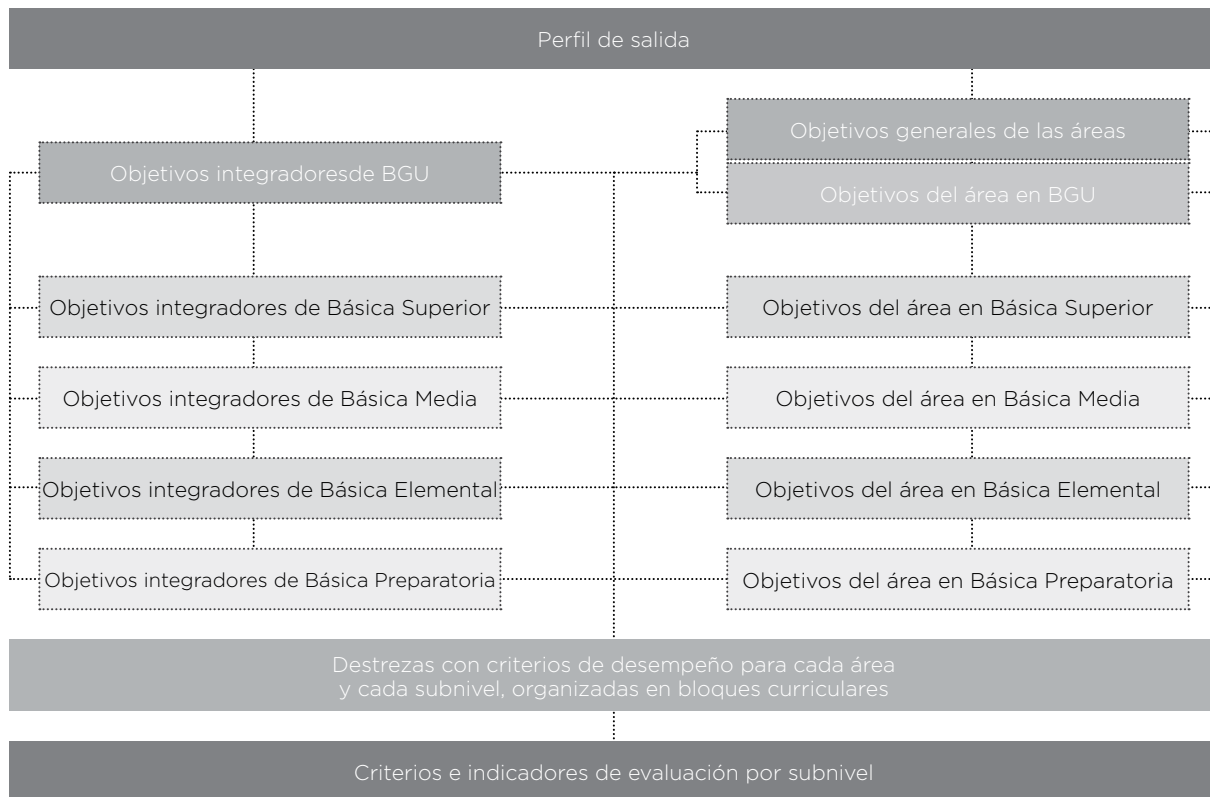 Perfil de salida
Objetivos generales de las áreas
Objetivos integradoresde BGU
Objetivos del área en BGU
Objetivos integradores de Básica Superior
Objetivos del área en Básica Superior
Objetivos integradores de Básica Media
Objetivos del área en Básica Media
Objetivos integradores de Básica Elemental
Objetivos del área en Básica Elemental
Objetivos integradores de Básica Preparatoria
Objetivos del área en Básica Preparatoria
Destrezas con criterios de desempeño para cada área
y cada subnivel, organizadas en bloques curriculares
Criterios e indicadores de evaluación por subnivel